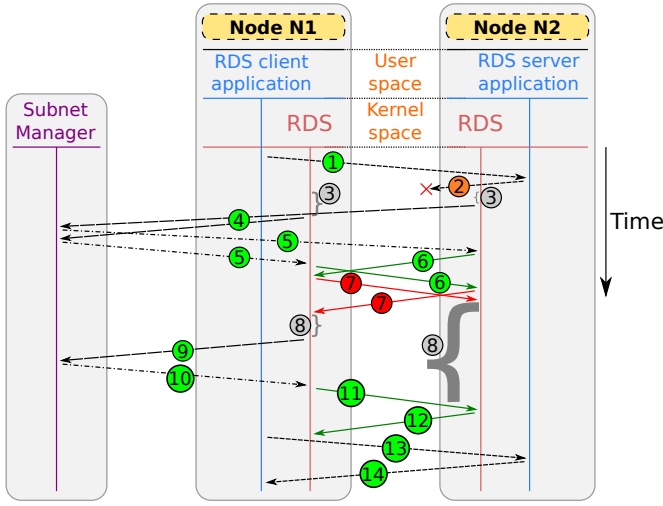 Node N1
Node N2
RDS client
application
User
space
RDS server
application
Subnet
Manager
RDS
Kernel
space
RDS
1
2
3
3
4
5
5
6
6
7
7
8
8
9
10
11
12
13
14
Time